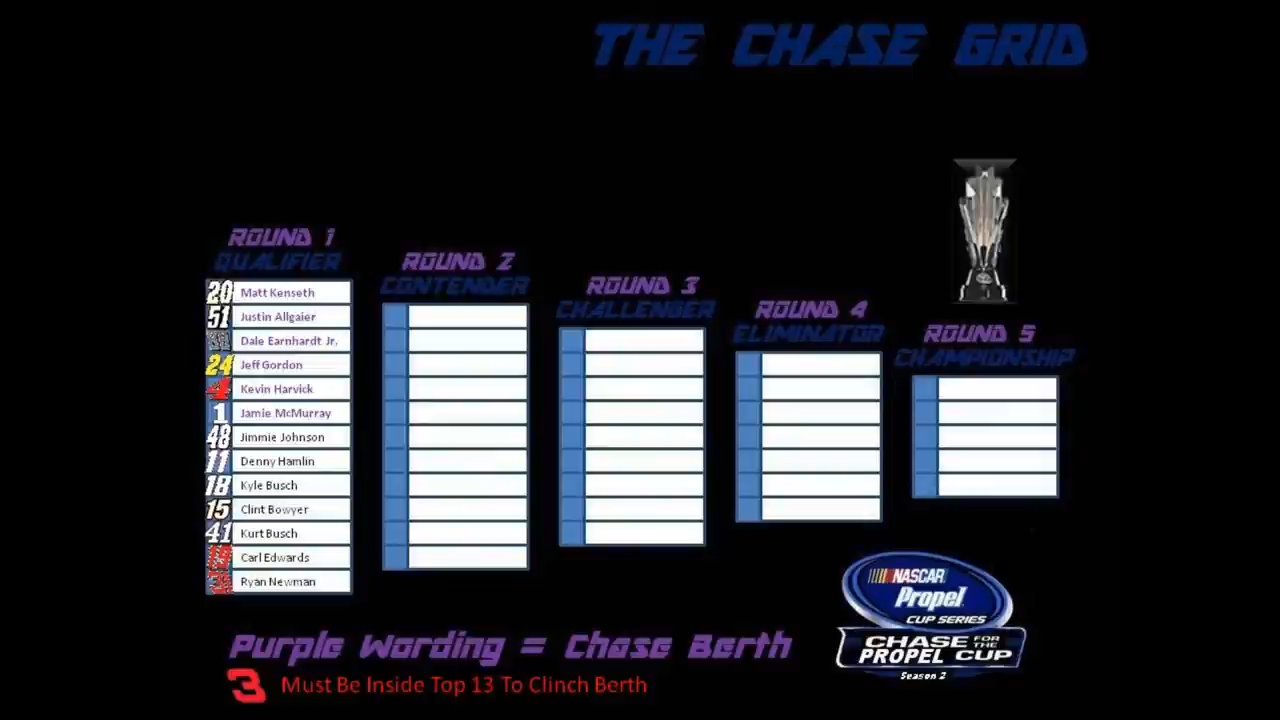 THE CHASE GRID
ROUND 1
QUALIFIER
20 Matt Kenseth
51 Justin Allgaier
Dale Earnhardt Jr.
24 Jeff Gordon
4 Kevin Harvick
1 Jamie McMurray
48 Jimmie Johnson
11 Denny Hamlin
18 Kyle Busch
15 Clint Bowyer
41 Kurt Busch
19 Carl Edwards
Ryan Newman
ROUND 2
CONTENDER
ROUND 3
CHALLENGER
ROUND 4
ELIMINATOR
ROUND 5
CHAMPIONSHIP
Purple Wording = Chase Berth
3 Must Be Inside Top 13 To Clinch Berth
NASCAR
Propel
CUP SERIES
CHASE FOR THE
PROPEL CUP
Season 2